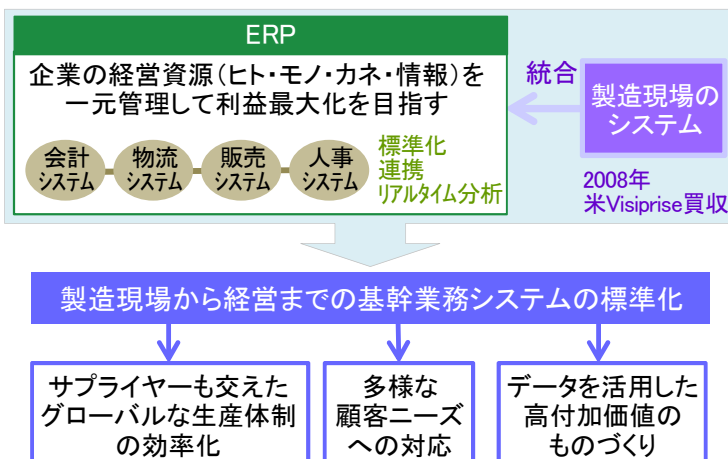 ERP
企業の経営資源（ヒト・モノ・カネ・情報）を
一元管理して利益最大化を目指す
会計
システム
物流
システム
販売
システム
人事
システム
標準化
連携
リアルタイム分析
統合
製造現場の
システム
2008年
米Visiprise買収
製造現場から経営までの基幹業務システムの標準化
サプライヤーも交えた
グローバルな生産体制
の効率化
多様な
顧客ニーズ
への対応
データを活用した
高付加価値の
ものづくり